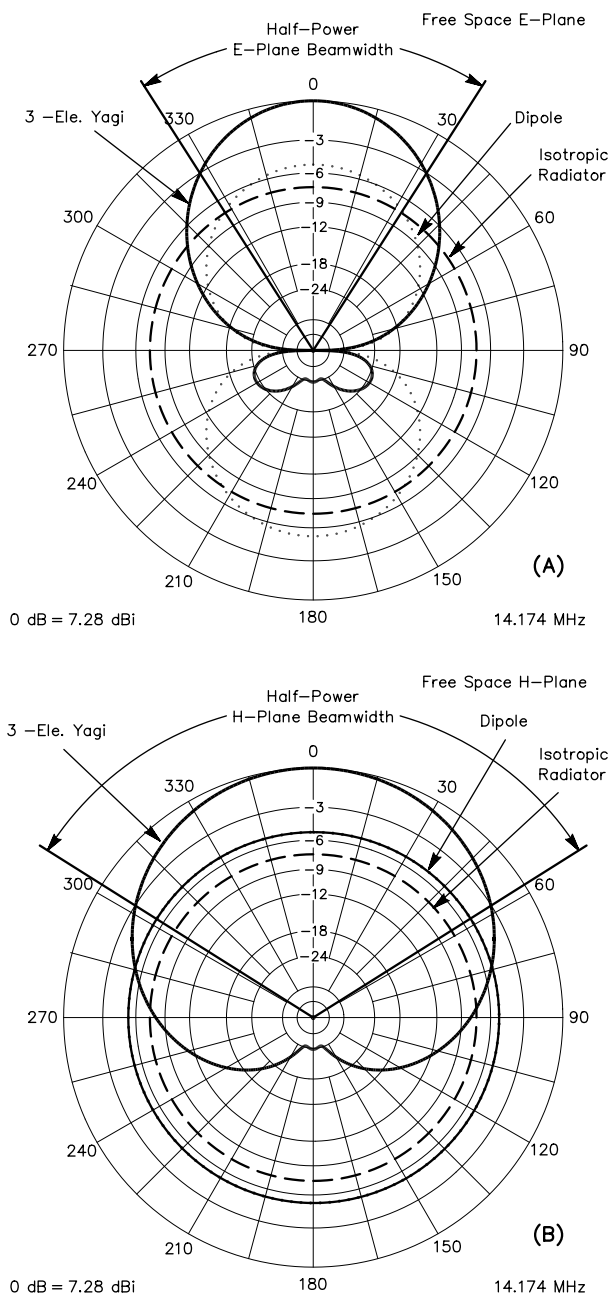 Free Space E-Plane
Half-Power
E-Plane Beamwidth
0
3 -Ele. Yagi
330
30
Dipole
Isotropic
Radiator
-3
-6
-9
-12
-18
-24
300
60
270
90
240
120
210
150
180
(A)
0 dB = 7.28 dBi
14.174 MHz
Free Space H-Plane
Half-Power
H-Plane Beamwidth
3 -Ele. Yagi
Dipole
0
Isotropic
Radiator
330
30
-3
-6
-9
-12
-18
-24
300
60
270
90
240
120
210
150
180
(B)
0 dB = 7.28 dBi
14.174 MHz